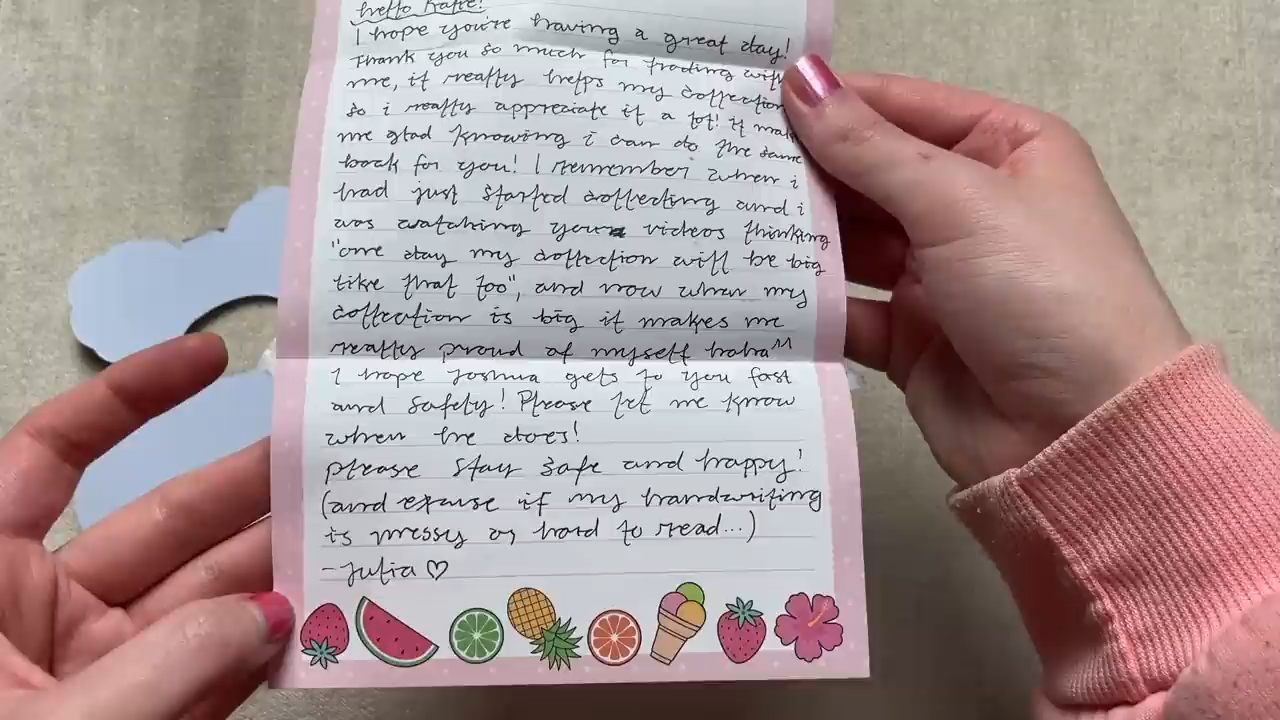 hello Katie!
I hope you're having a great day!
Thank you so much for trading with
me, it really helps my collection
so i really appreciate it a lot! it makes
me glad knowing i can do the same
back for you! I remember when i
had just started collecting and i
was watching your videos thinking
"one day my collection will be big
like that too", and now when my
collection is big it makes me
really proud of myself haha^^
I hope Joshua gets to you fast
and safely! Please let me know
when he does!
please stay safe and happy!
(and excuse if my handwriting
is messy or hard to read...)
-Julia ♡